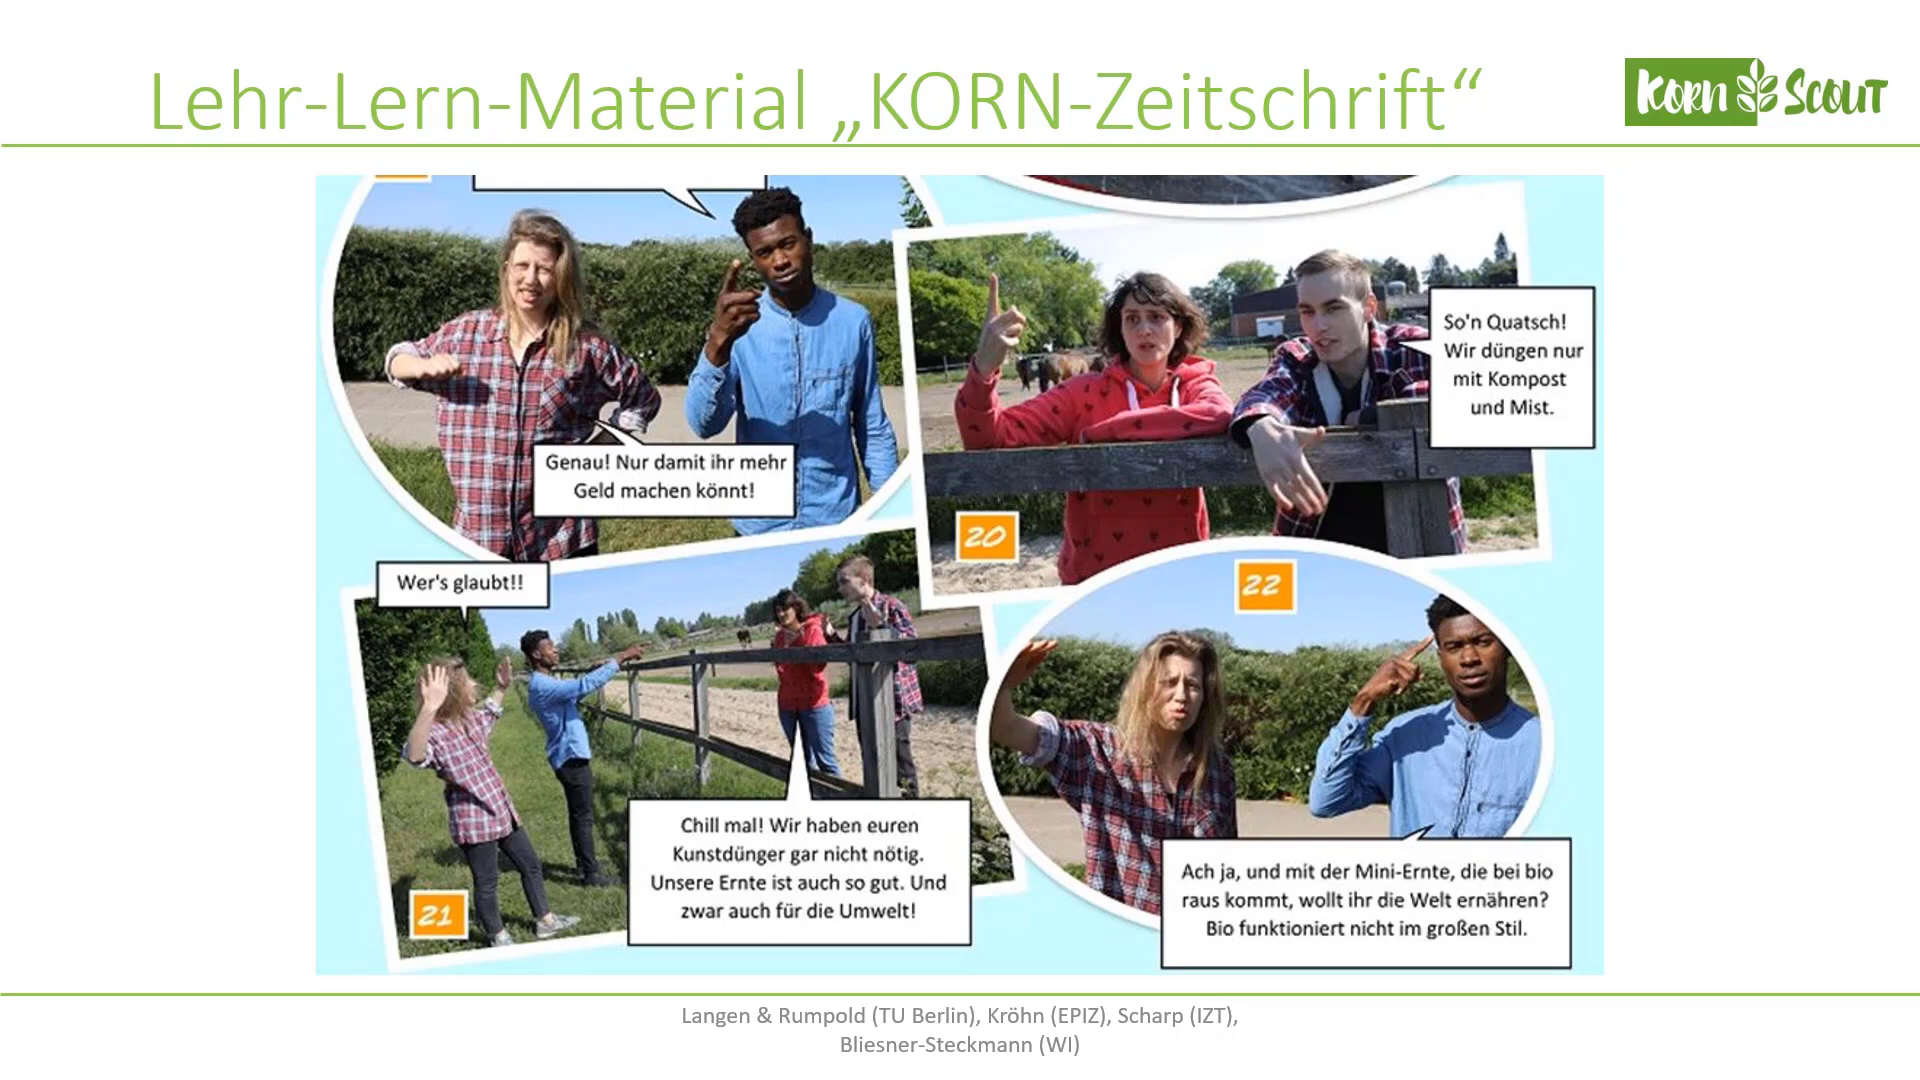 Lehr-Lern-Material „KORN-Zeitschrift“
KORN SCOUT
Genau! Nur damit ihr mehr
Geld machen könnt!
So'n Quatsch!
Wir düngen nur
mit Kompost
und Mist.
20
Wer's glaubt!!
Chill mal! Wir haben euren
Kunstdünger gar nicht nötig.
Unsere Ernte ist auch so gut. Und
zwar auch für die Umwelt!
21
22
Ach ja, und mit der Mini-Ernte, die bei bio
raus kommt, wollt ihr die Welt ernähren?
Bio funktioniert nicht im großen Stil.
Langen & Rumpold (TU Berlin), Kröhn (EPIZ), Scharp (IZT),
Bliesner-Steckmann (WI)